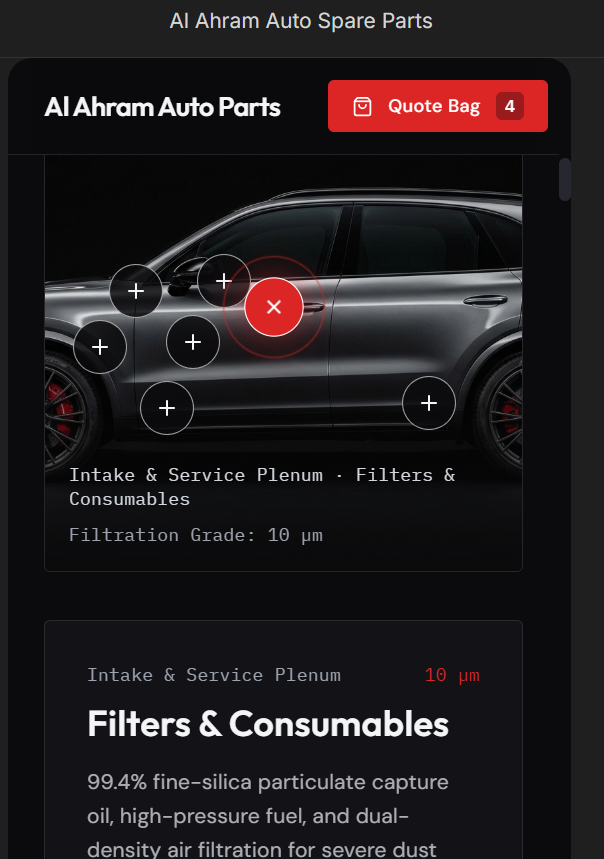 Al Ahram Auto Spare Parts
Al Ahram Auto Parts
Quote Bag 4
Intake & Service Plenum · Filters &
Consumables
Filtration Grade: 10 µm
Intake & Service Plenum 10 µm
Filters & Consumables
99.4% fine-silica particulate capture
oil, high-pressure fuel, and dual-
density air filtration for severe dust